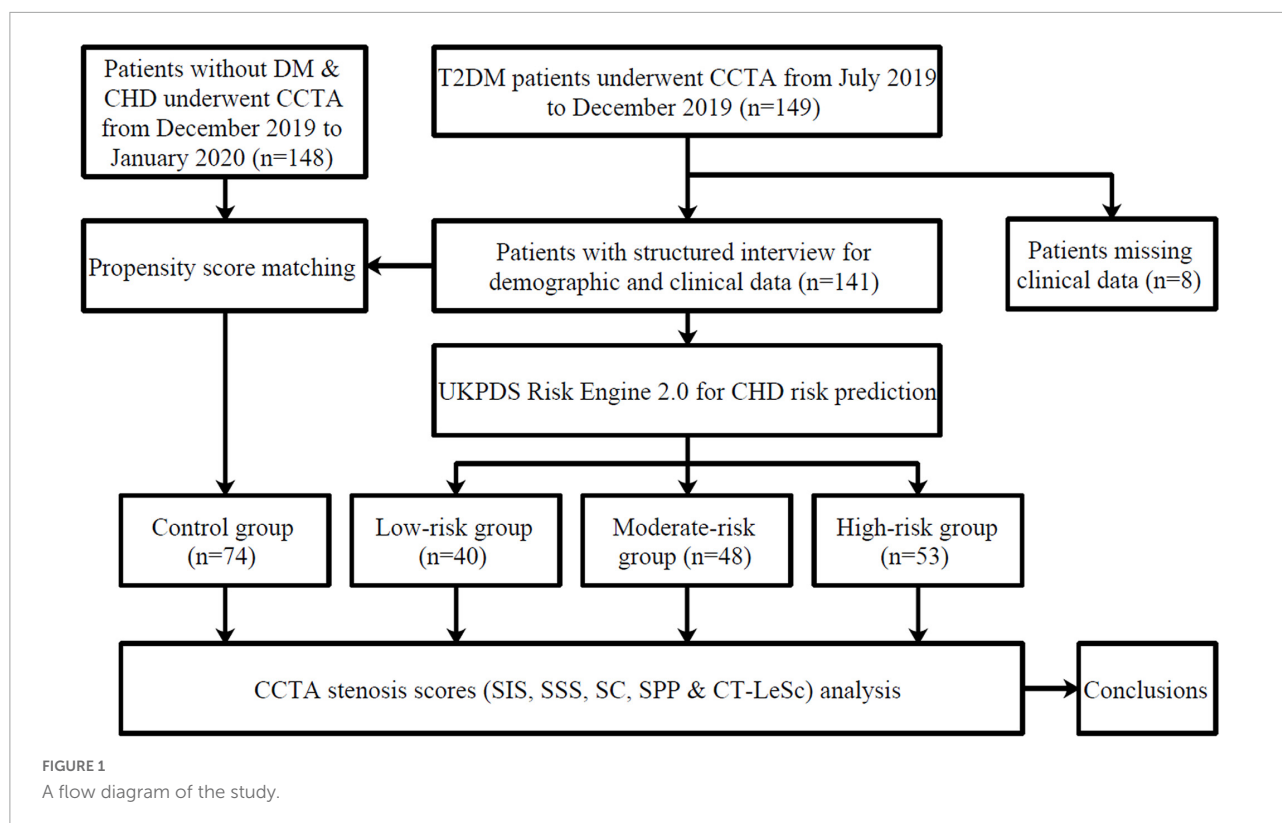 Patients without DM &
CHD underwent CCTA
from December 2019 to
January 2020 (n=148)
T2DM patients underwent CCTA from July 2019
to December 2019 (n=149)
Propensity score matching
Patients with structured interview for
demographic and clinical data (n=141)
Patients missing
clinical data (n=8)
UKPDS Risk Engine 2.0 for CHD risk prediction
Control group
(n=74)
Low-risk group
(n=40)
Moderate-risk
group (n=48)
High-risk group
(n=53)
CCTA stenosis scores (SIS, SSS, SC, SPP & CT-LeSc) analysis
Conclusions
FIGURE 1
A flow diagram of the study.